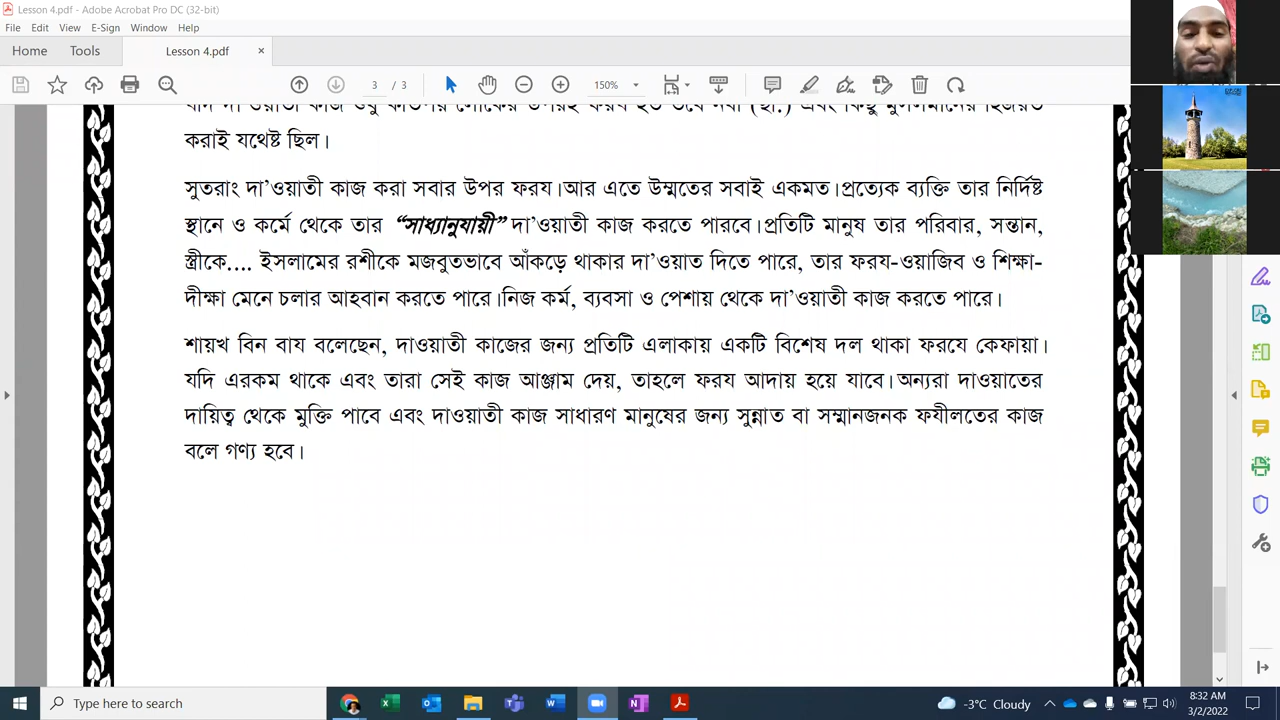 Lesson 4.pdf - Adobe Acrobat Pro DC (32-bit)
File Edit View E-Sign Window Help
Home Tools Lesson 4.pdf ×
3 / 3 150%
করাই যথেষ্ট ছিল।
সুতরাং দা’ওয়াতী কাজ করা সবার উপর ফরয।আর এতে উম্মতের সবাই একমত।প্রত্যেক ব্যক্তি তার নির্দিষ্ট
স্থানে ও কর্মে থেকে তার “সাধ্যানুযায়ী” দা’ওয়াতী কাজ করতে পারবে।প্রতিটি মানুষ তার পরিবার, সন্তান,
স্ত্রীকে.... ইসলামের রশীকে মজবুতভাবে আঁকড়ে থাকার দা’ওয়াত দিতে পারে, তার ফরয-ওয়াজিব ও শিক্ষা-
দীক্ষা মেনে চলার আহবান করতে পারে।নিজ কর্ম, ব্যবসা ও পেশায় থেকে দা’ওয়াতী কাজ করতে পারে।
শায়খ বিন বায বলেছেন, দাওয়াতী কাজের জন্য প্রতিটি এলাকায় একটি বিশেষ দল থাকা ফরযে কেফায়া।
যদি এরকম থাকে এবং তারা সেই কাজ আঞ্জাম দেয়, তাহলে ফরয আদায় হয়ে যাবে।অন্যরা দাওয়াতের
দায়িত্ব থেকে মুক্তি পাবে এবং দাওয়াতী কাজ সাধারণ মানুষের জন্য সুন্নাত বা সম্মানজনক ফযীলতের কাজ
বলে গণ্য হবে।
Type here to search
-3°C Cloudy
8:32 AM
3/2/2022